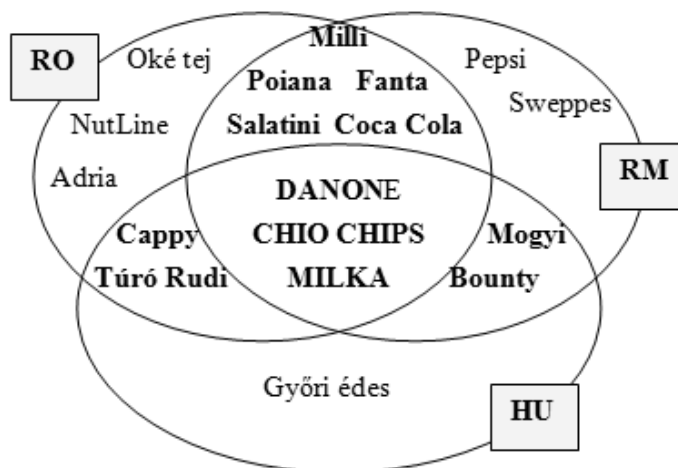 Milli
RO
Oké tej
Pepsi
Poiana Fanta
Sweppes
NutLine
Salatini Coca Cola
Adria
RM
DANONE
Cappy
CHIO CHIPS
Mogyi
Túró Rudi
MILKA
Bounty
Győri édes
HU